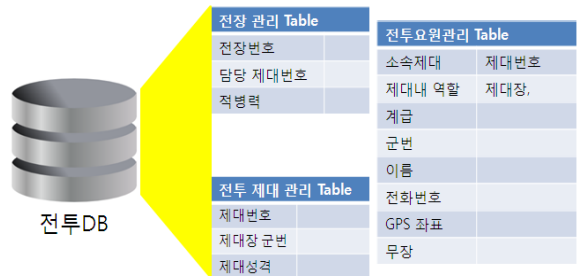 전장 관리 Table
전장번호
담당 제대번호
적병력
전투요원관리 Table
소속제대 제대번호
제대내 역할 제대장,
계급
군번
이름
전화번호
GPS 좌표
무장
전투 제대 관리 Table
제대번호
제대장 군번
제대성격
전투DB